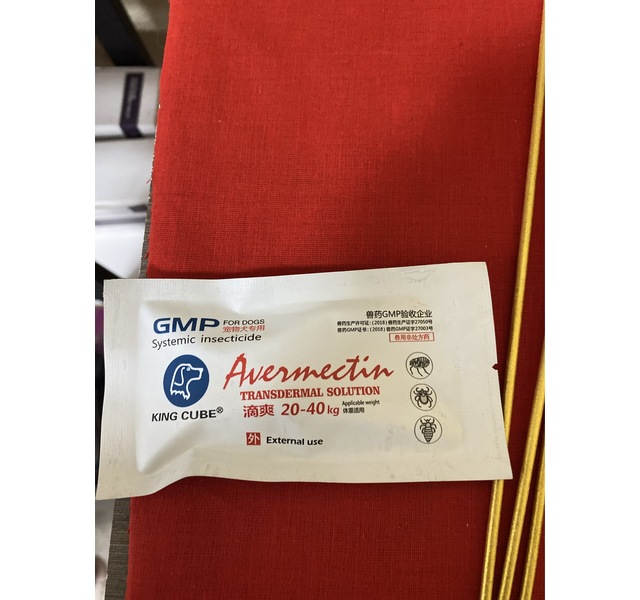 GMP FOR DOGS
宠物犬专用
Systemic insecticide
兽药GMP验收企业
兽药生产许可证:(2018)兽药生产证字27050号
兽药GMP证书:(2018)兽药GMP证字27003号
兽用非处方药
KING CUBE®
Avermectin
TRANSDERMAL SOLUTION
滴爽 20-40kg Applicable weight
体重适用
外 External use